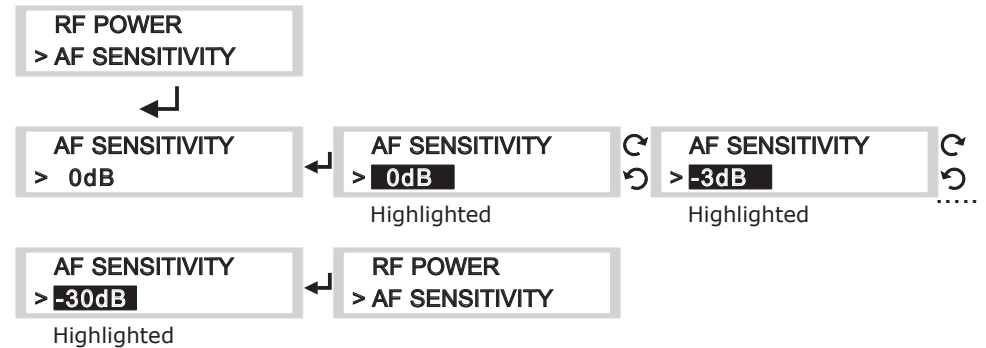 RF POWER
> AF SENSITIVITY
AF SENSITIVITY
> 0dB
AF SENSITIVITY
> 0dB
Highlighted
AF SENSITIVITY
> -3dB
Highlighted
.....
AF SENSITIVITY
> -30dB
Highlighted
RF POWER
> AF SENSITIVITY